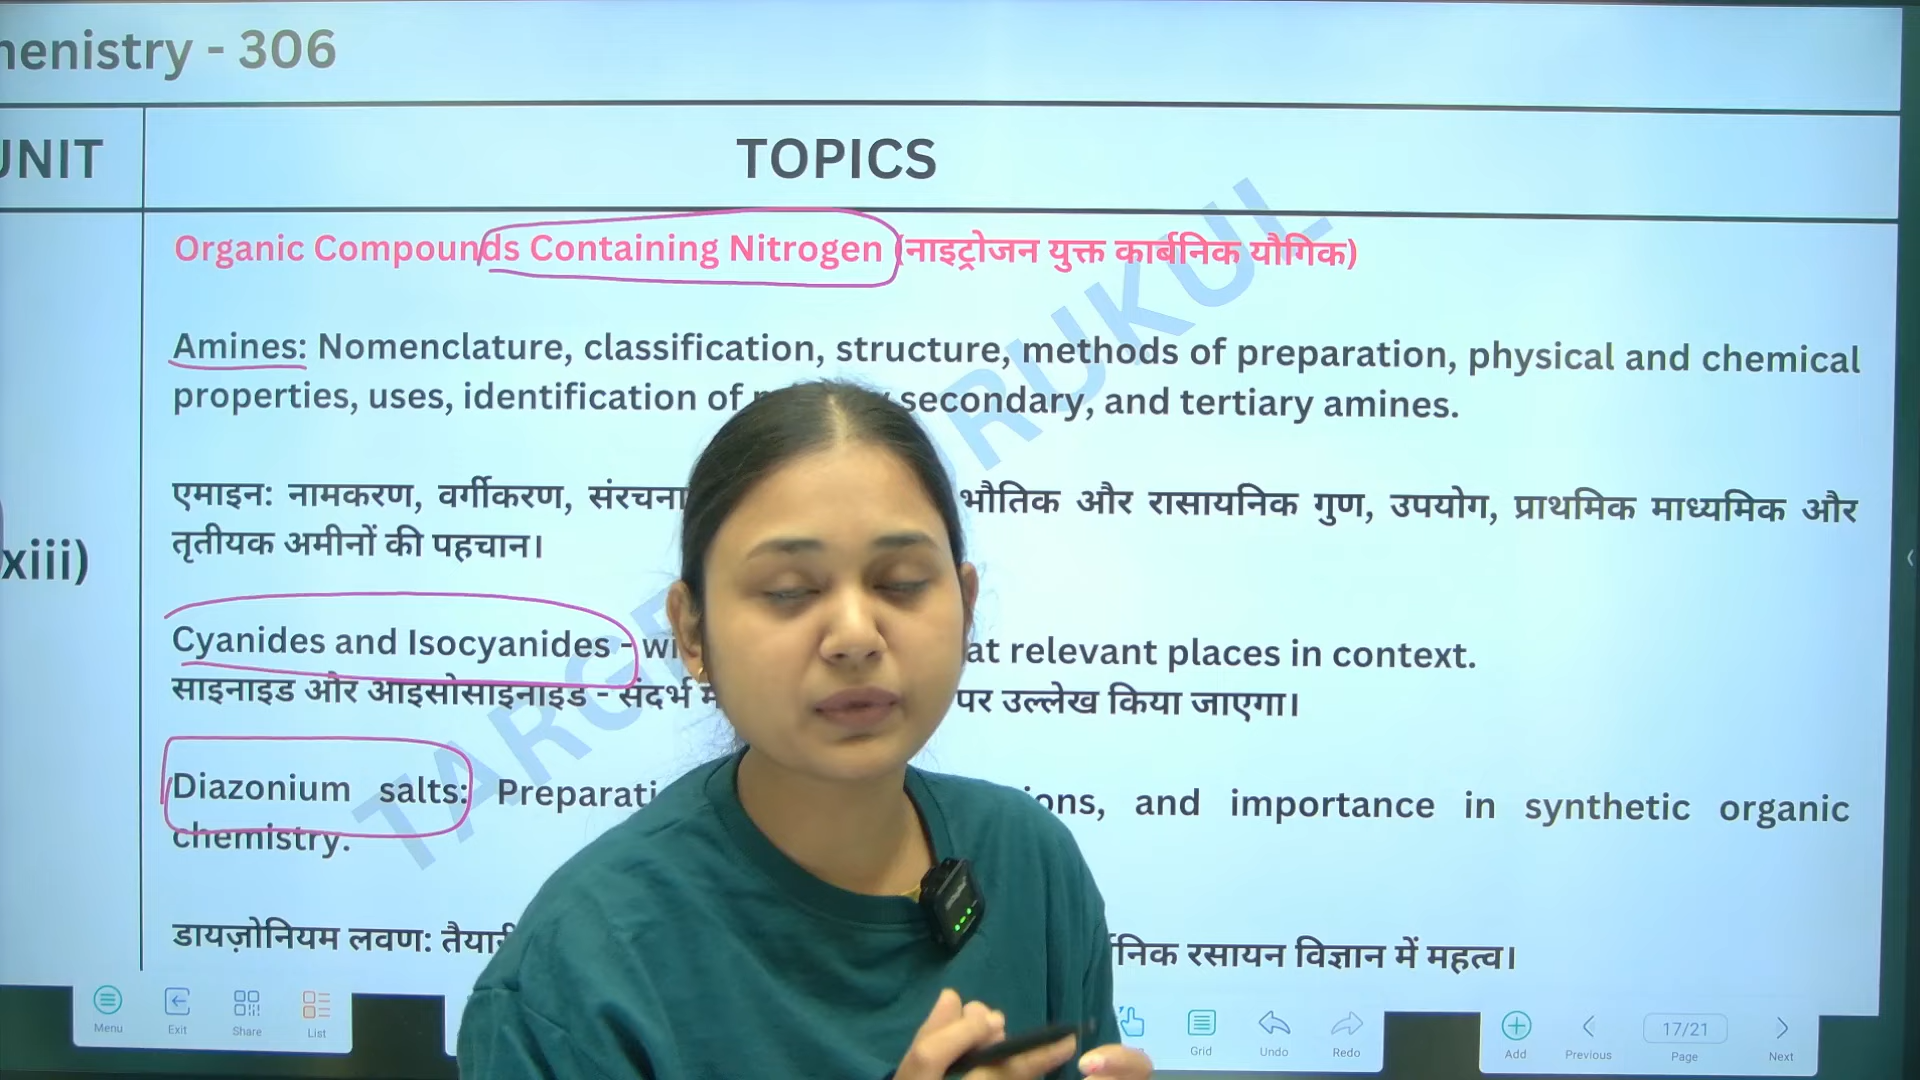 henistry - 306
UNIT
TOPICS
Organic Compounds Containing Nitrogen (नाइट्रोजन युक्त कार्बनिक यौगिक)
Amines: Nomenclature, classification, structure, methods of preparation, physical and chemical
properties, uses, identification of secondary, and tertiary amines.
एमाइन: नामकरण, वर्गीकरण, संरचना भौतिक और रासायनिक गुण, उपयोग, प्राथमिक माध्यमिक और
तृतीयक अमीनों की पहचान।
xiii)
Cyanides and Isocyanides - at relevant places in context.
साइनाइड और आइसोसाइनाइड - संदर्भ पर उल्लेख किया जाएगा।
Diazonium salts: and importance in synthetic organic
chemistry.
डायज़ोनियम लवण: रसायन विज्ञान में महत्व।
Menu
Exit
Share
List
Grid
Undo
Redo
Add
Previous
17/21
Page
Next